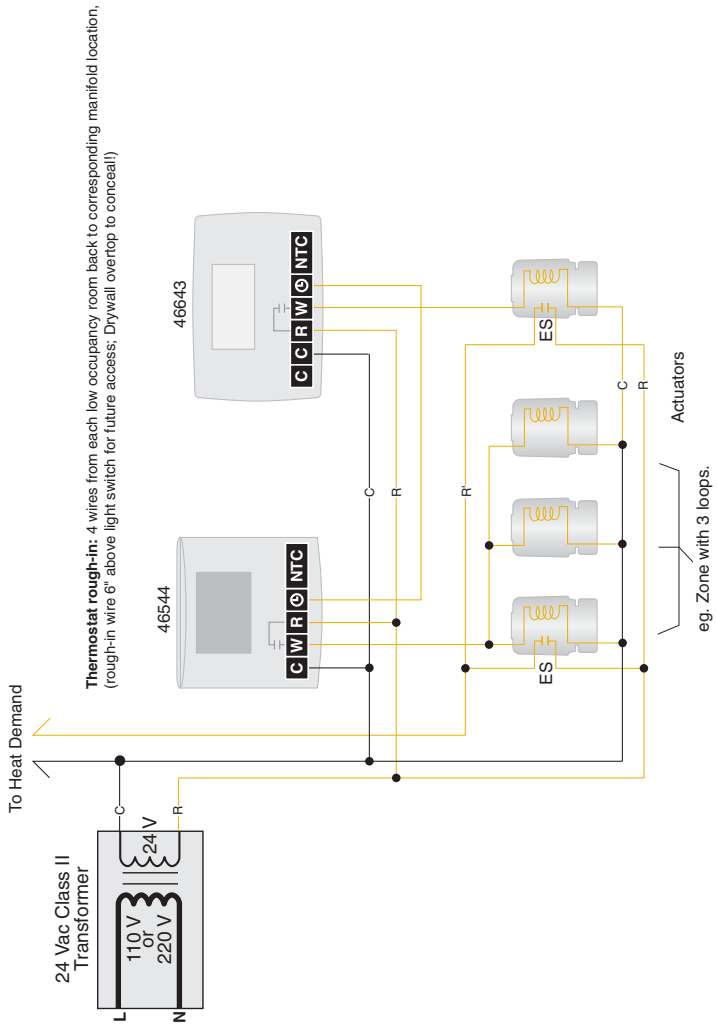 To Heat Demand
Thermostat rough-in: 4 wires from each low occupancy room back to corresponding manifold location,
(rough-in wire 6" above light switch for future access; Drywall overtop to conceal!)
24 Vac Class II
Transformer
L
N
110 V
or
220 V
24 V
C
R
46544
C W R NTC
46643
C C R W NTC
C
R
R'
ES
ES
C
R
Actuators
eg. Zone with 3 loops.